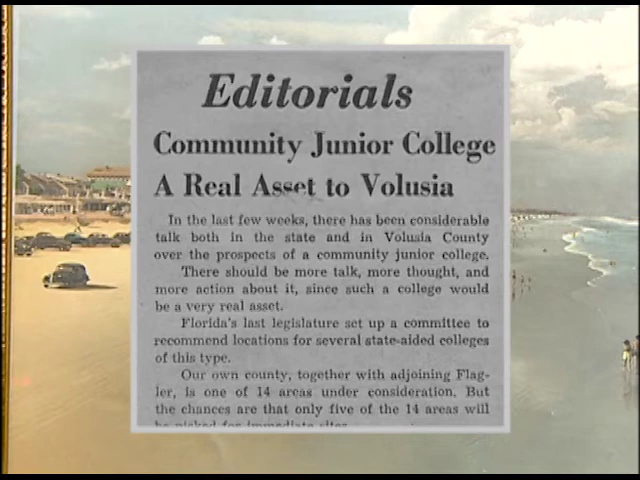 Editorials
Community Junior College
A Real Asset to Volusia
In the last few weeks, there has been considerable
talk both in the state and in Volusia County
over the prospects of a community junior college.
There should be more talk, more thought, and
more action about it, since such a college would
be a very real asset.
Florida's last legislature set up a committee to
recommend locations for several state-aided colleges
of this type.
Our own county, together with adjoining Flag-
ler, is one of 14 areas under consideration. But
the chances are that only five of the 14 areas will
be picked for immediate sites.